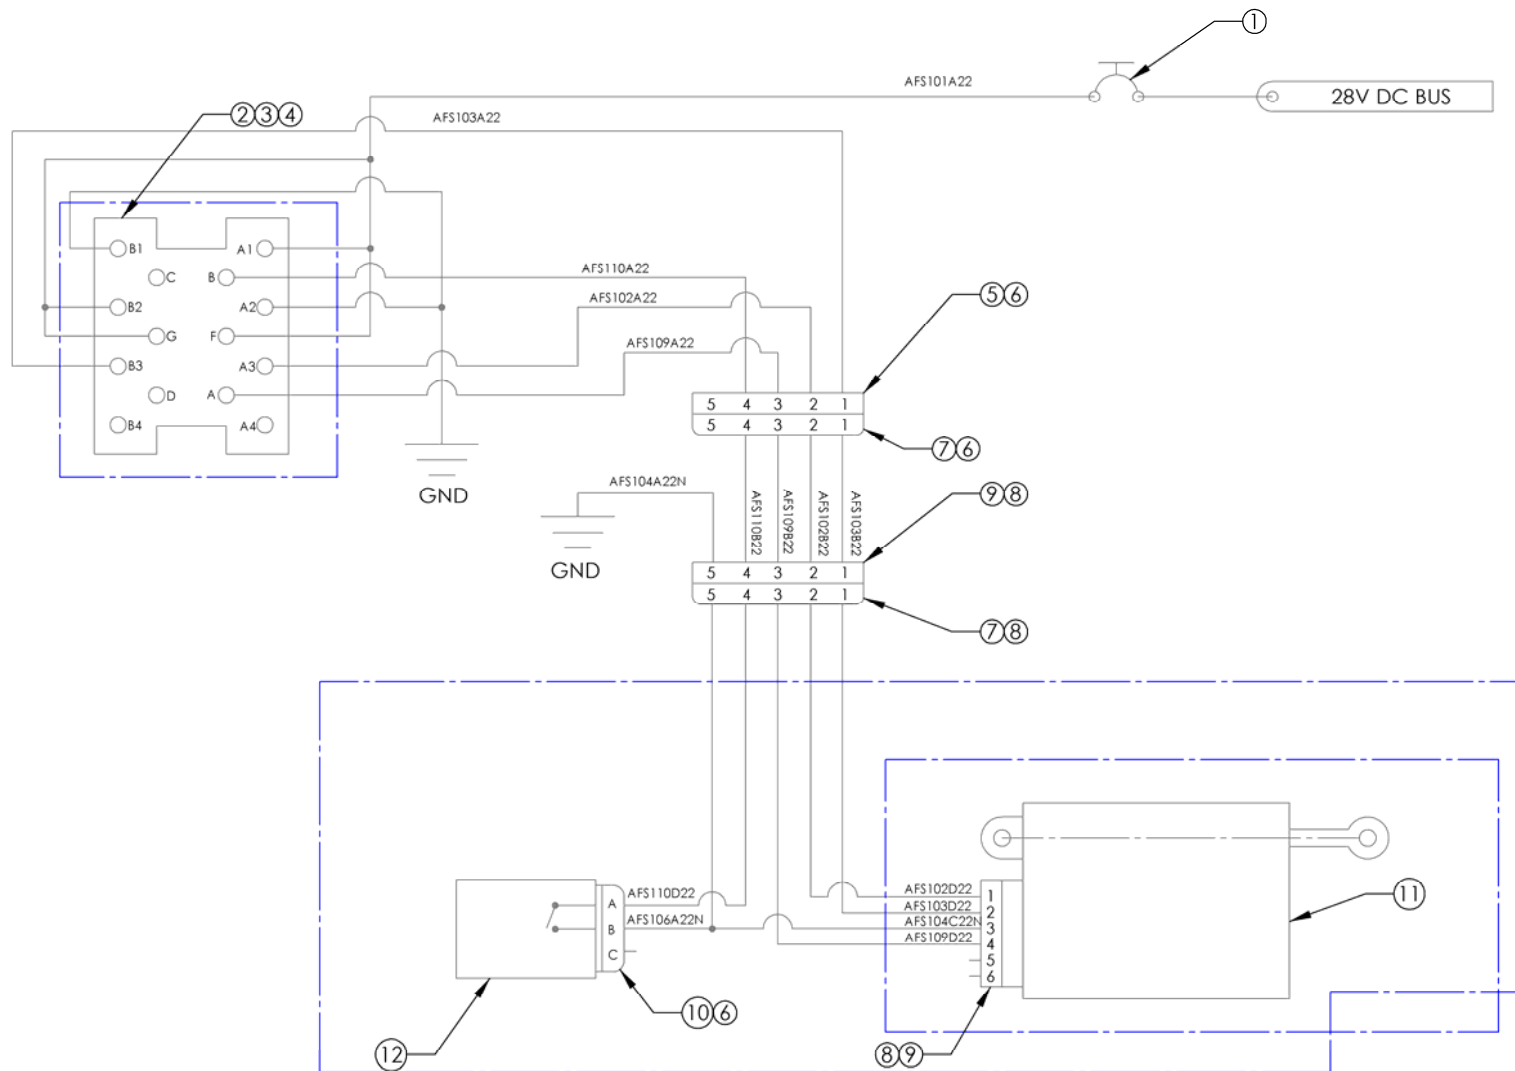 1
AFS101A22
28V DC BUS
2 3 4
AFS103A22
B1 A1
C B
AFS110A22
B2 A2
AFS102A22
5 6
G F
AFS109A22
B3 A3
D A
5 4 3 2 1
B4 A4
5 4 3 2 1
7 6
GND
AFS104A22N
9 8
AFS110B22
AFS109B22
AFS102B22
AFS103B22
GND
5 4 3 2 1
5 4 3 2 1
7 8
AFS110D22
A
AFS106A22N
B
C
AFS102D22
1
AFS103D22
2
AFS104C22N
3
AFS109D22
4
5
6
11
10 6
12
8 9